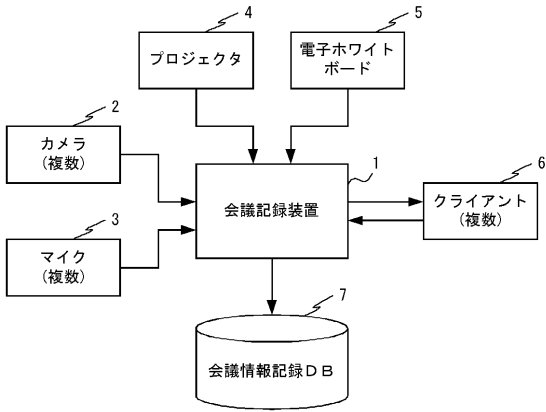 4
プロジェクタ
5
電子ホワイト
ボード
2
カメラ
(複数)
1
会議記録装置
6
クライアント
(複数)
3
マイク
(複数)
7
会議情報記録DB